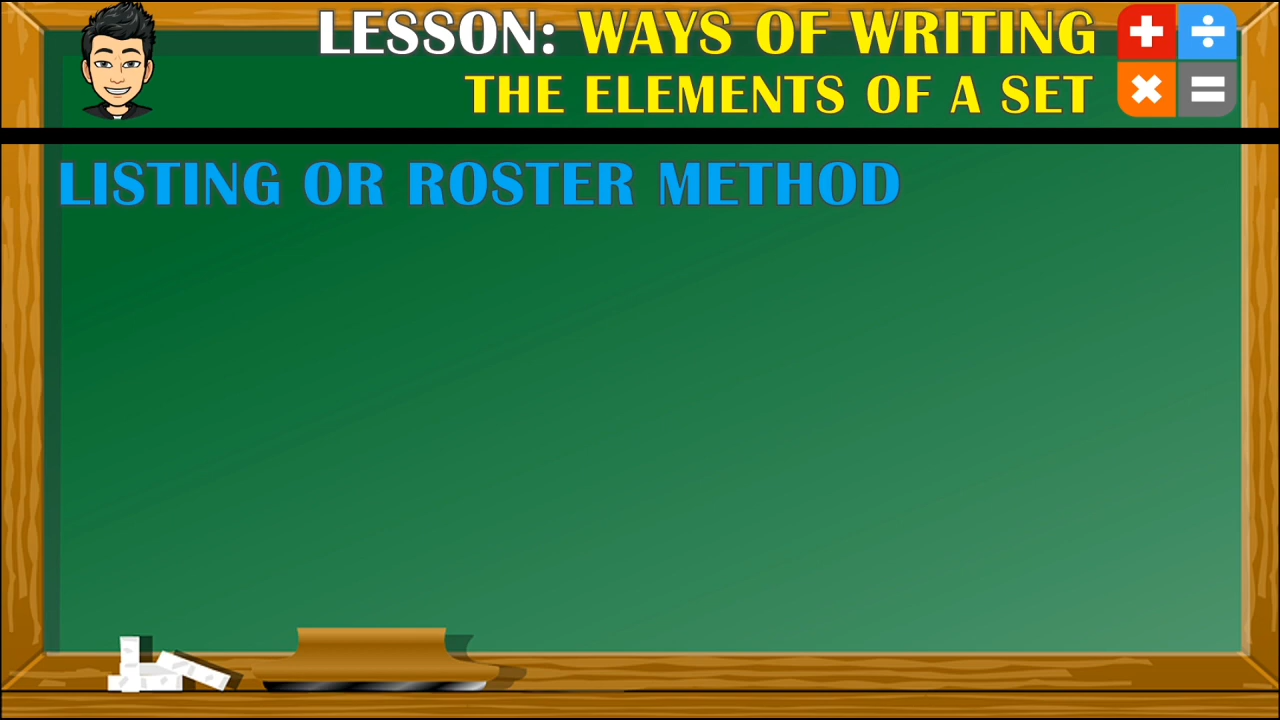 LESSON: WAYS OF WRITING
THE ELEMENTS OF A SET
LISTING OR ROSTER METHOD